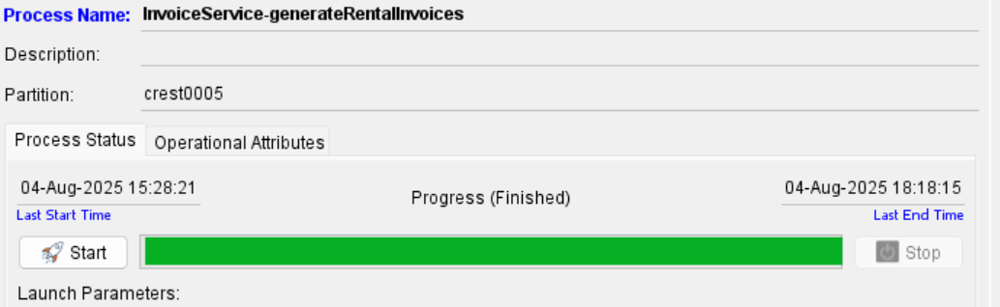 Process Name: InvoiceService-generateRentalInvoices
Description:
Partition: crest0005
Process Status Operational Attributes
04-Aug-2025 15:28:21 Progress (Finished) 04-Aug-2025 18:18:15
Last Start Time Last End Time
Start Stop
Launch Parameters: